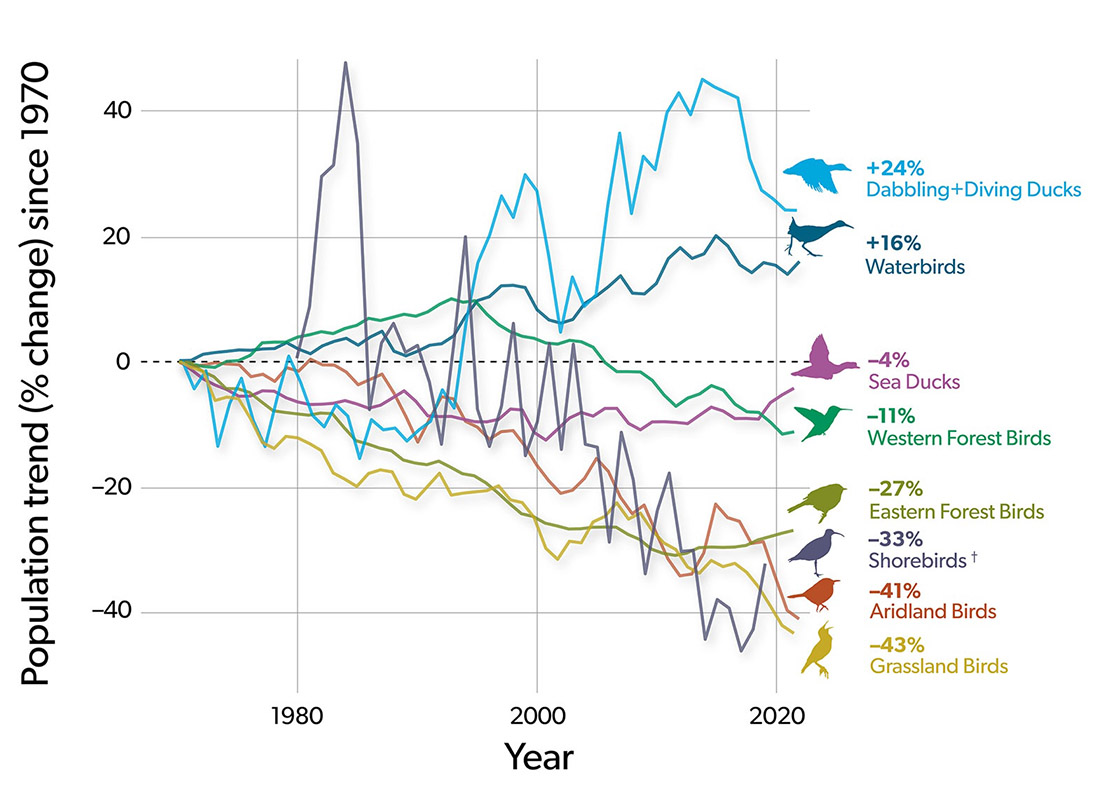 Population trend (% change) since 1970
40
20
0
–20
–40
1980
2000
2020
Year
+24%
Dabbling+Diving Ducks
+16%
Waterbirds
–4%
Sea Ducks
–11%
Western Forest Birds
–27%
Eastern Forest Birds
–33%
Shorebirds †
–41%
Aridland Birds
–43%
Grassland Birds